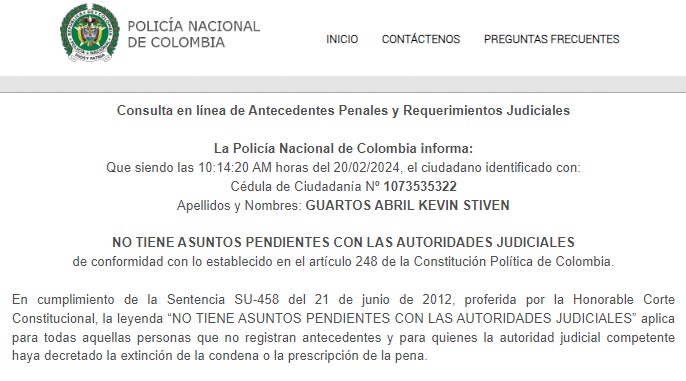 POLICÍA NACIONAL
DE COLOMBIA
INICIO
CONTÁCTENOS
PREGUNTAS FRECUENTES
Consulta en línea de Antecedentes Penales y Requerimientos Judiciales
La Policía Nacional de Colombia informa:
Que siendo las 10:14:20 AM horas del 20/02/2024, el ciudadano identificado con:
Cédula de Ciudadanía Nº 1073535322
Apellidos y Nombres: GUARTOS ABRIL KEVIN STIVEN
NO TIENE ASUNTOS PENDIENTES CON LAS AUTORIDADES JUDICIALES
de conformidad con lo establecido en el artículo 248 de la Constitución Política de Colombia.
En cumplimiento de la Sentencia SU-458 del 21 de junio de 2012, proferida por la Honorable Corte
Constitucional, la leyenda “NO TIENE ASUNTOS PENDIENTES CON LAS AUTORIDADES JUDICIALES” aplica
para todas aquellas personas que no registran antecedentes y para quienes la autoridad judicial competente
haya decretado la extinción de la condena o la prescripción de la pena.